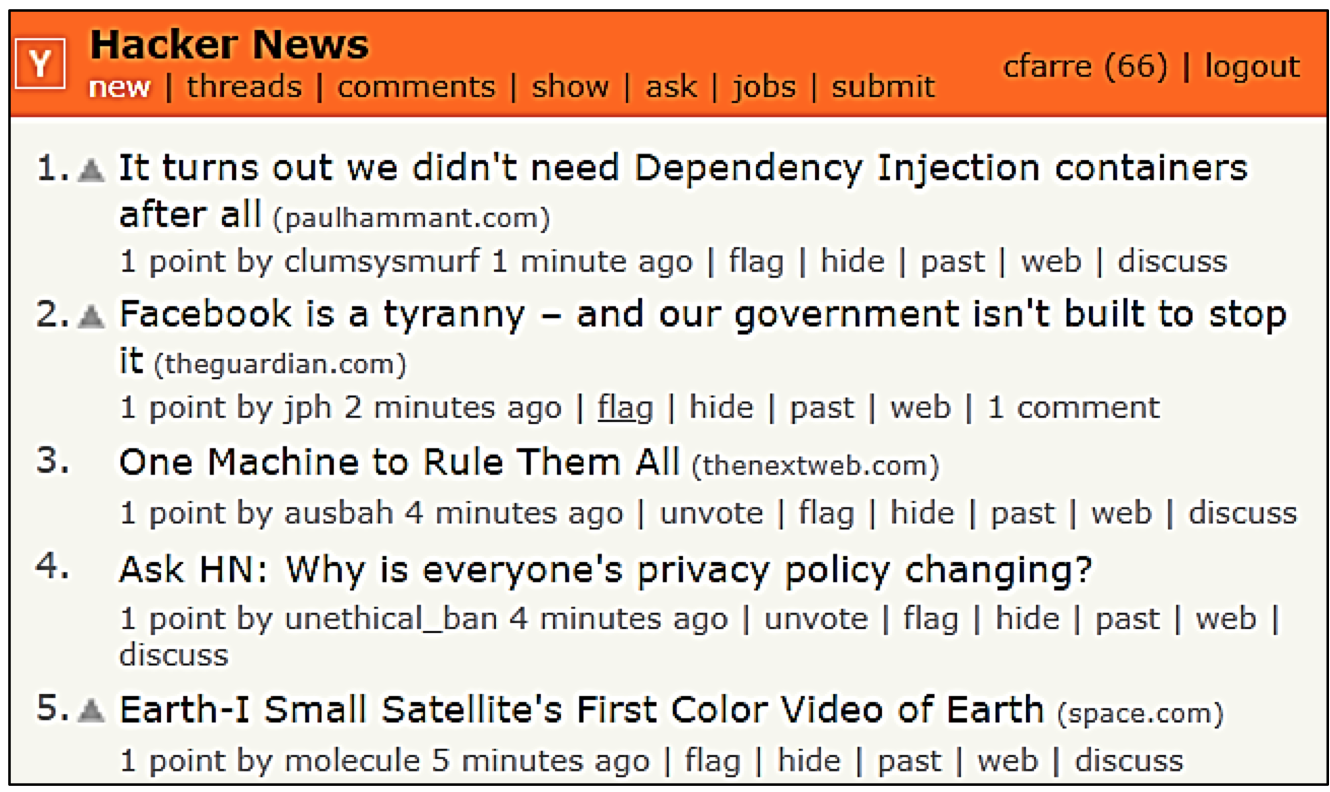 Y
Hacker News
new | threads | comments | show | ask | jobs | submit
cfarre (66) | logout
1. ▲ It turns out we didn't need Dependency Injection containers
after all (paulhammant.com)
1 point by clumsysmurf 1 minute ago | flag | hide | past | web | discuss
2. ▲ Facebook is a tyranny – and our government isn't built to stop
it (theguardian.com)
1 point by jph 2 minutes ago | flag | hide | past | web | 1 comment
3. One Machine to Rule Them All (thenextweb.com)
1 point by ausbah 4 minutes ago | unvote | flag | hide | past | web | discuss
4. Ask HN: Why is everyone's privacy policy changing?
1 point by unethical_ban 4 minutes ago | unvote | flag | hide | past | web |
discuss
5. ▲ Earth-I Small Satellite's First Color Video of Earth (space.com)
1 point by molecule 5 minutes ago | flag | hide | past | web | discuss